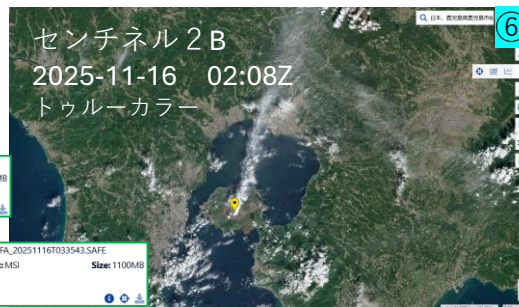 ⑥
日本、鹿児島県鹿児島市
センチネル２B
2025-11-16 02:08Z
トゥルーカラー
MB
FA_20251116T033543.SAFE
: MSI Size: 1100MB